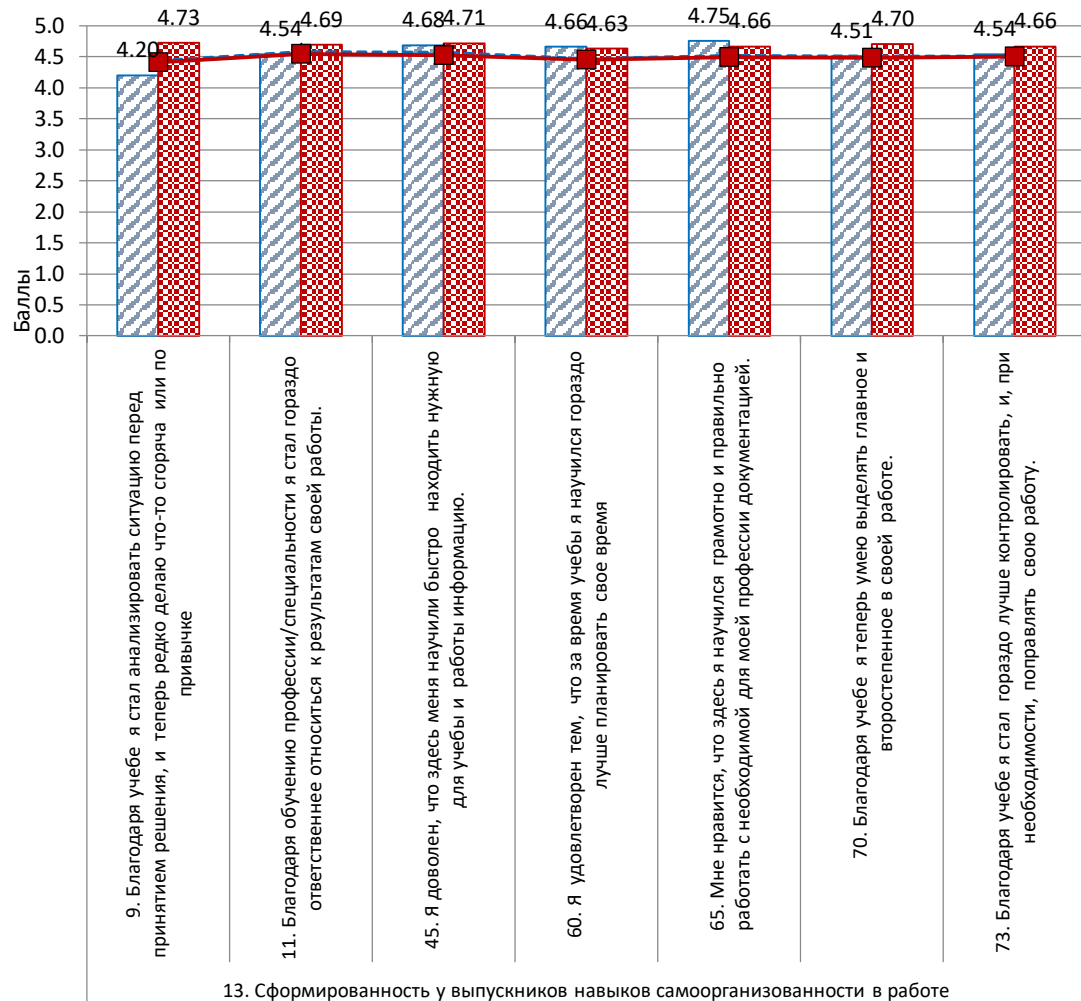 4.73
4.69
4.68
4.71
4.66
4.63
4.75
4.66
4.70
4.66
4.20
4.54
4.51
4.54
5.0
4.5
4.0
3.5
3.0
2.5
2.0
1.5
1.0
0.5
0.0
Баллы
9. Благодаря учебе я стал анализировать ситуацию перед
принятием решения, и теперь редко делаю что-то сгоряча или по
привычке
11. Благодаря обучению профессии/специальности я стал гораздо
ответственнее относиться к результатам своей работы.
45. Я доволен, что здесь меня научили быстро находить нужную
для учебы и работы информацию.
60. Я удовлетворен тем, что за время учебы я научился гораздо
лучше планировать свое время
65. Мне нравится, что здесь я научился грамотно и правильно
работать с необходимой для моей профессии документацией.
70. Благодаря учебе я теперь умею выделять главное и
второстепенное в своей работе.
73. Благодаря учебе я стал гораздо лучше контролировать, и, при
необходимости, поправлять свою работу.
13. Сформированность у выпускников навыков самоорганизованности в работе